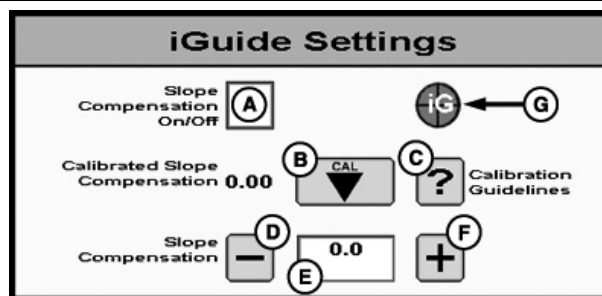 iGuide Settings
Slope
Compensation
On/Off
A
iG
G
Calibrated Slope
Compensation 0.00
B
CAL
C
?
Calibration
Guidelines
Slope
Compensation
D
−
0.0
E
F
+